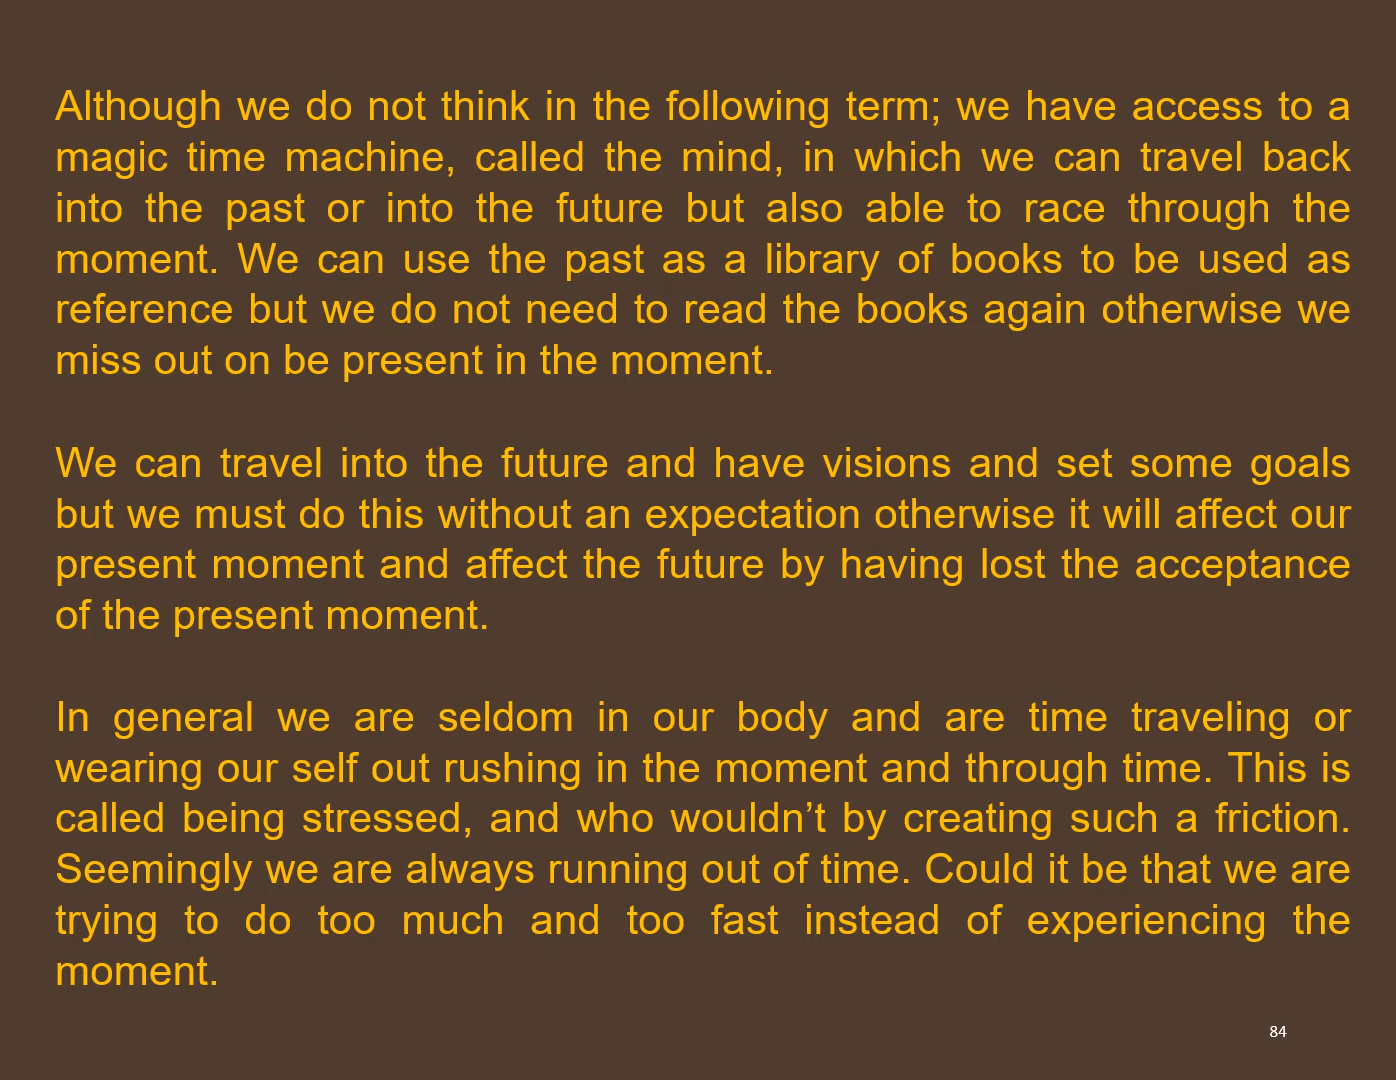 Although we do not think in the following term; we have access to a
magic time machine, called the mind, in which we can travel back
into the past or into the future but also able to race through the
moment. We can use the past as a library of books to be used as
reference but we do not need to read the books again otherwise we
miss out on be present in the moment.
We can travel into the future and have visions and set some goals
but we must do this without an expectation otherwise it will affect our
present moment and affect the future by having lost the acceptance
of the present moment.
In general we are seldom in our body and are time traveling or
wearing our self out rushing in the moment and through time. This is
called being stressed, and who wouldn’t by creating such a friction.
Seemingly we are always running out of time. Could it be that we are
trying to do too much and too fast instead of experiencing the
moment.
84